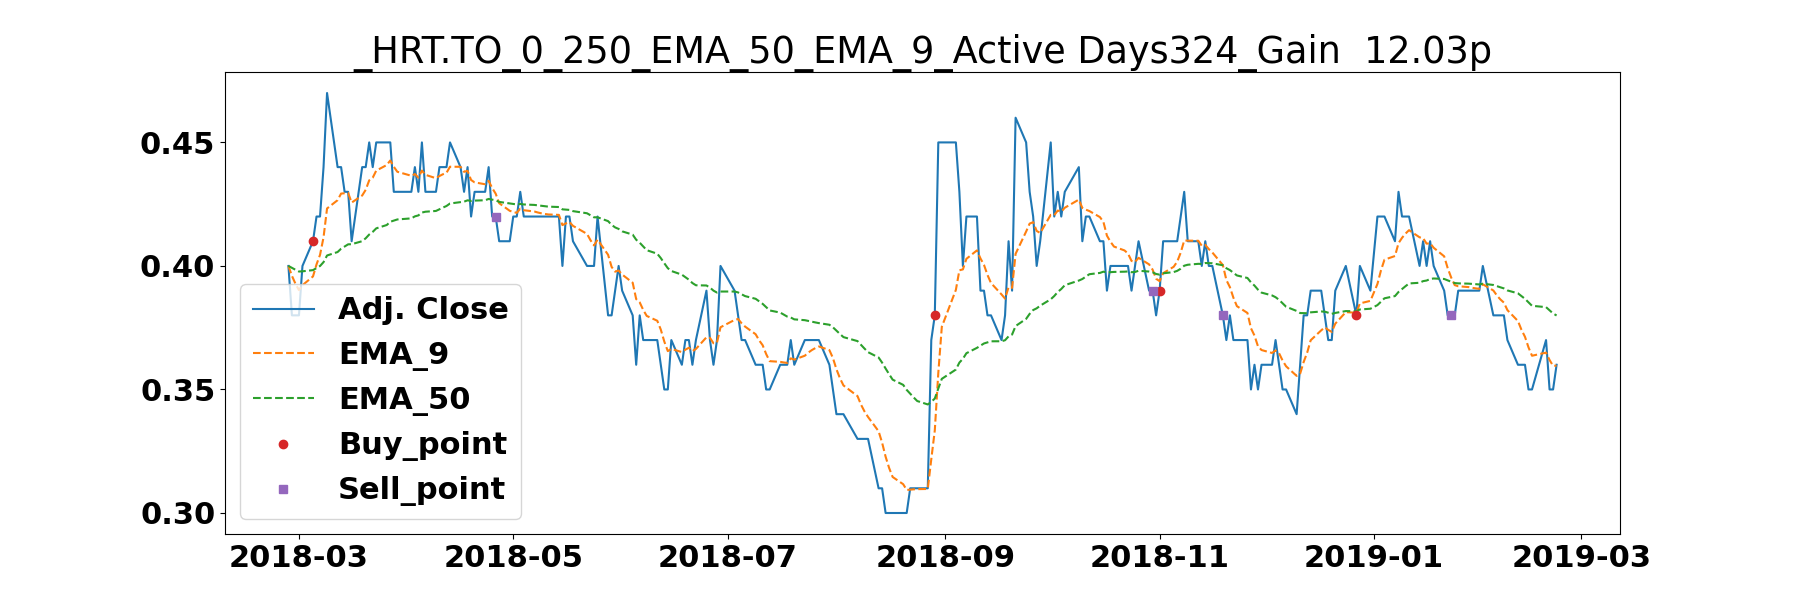 _HRT.TO_0_250_EMA_50_EMA_9_Active Days324_Gain  12.03p
0.45
0.40
0.35
0.30
Adj. Close
EMA_9
EMA_50
Buy_point
Sell_point
2018-03 2018-05 2018-07 2018-09 2018-11 2019-01 2019-03